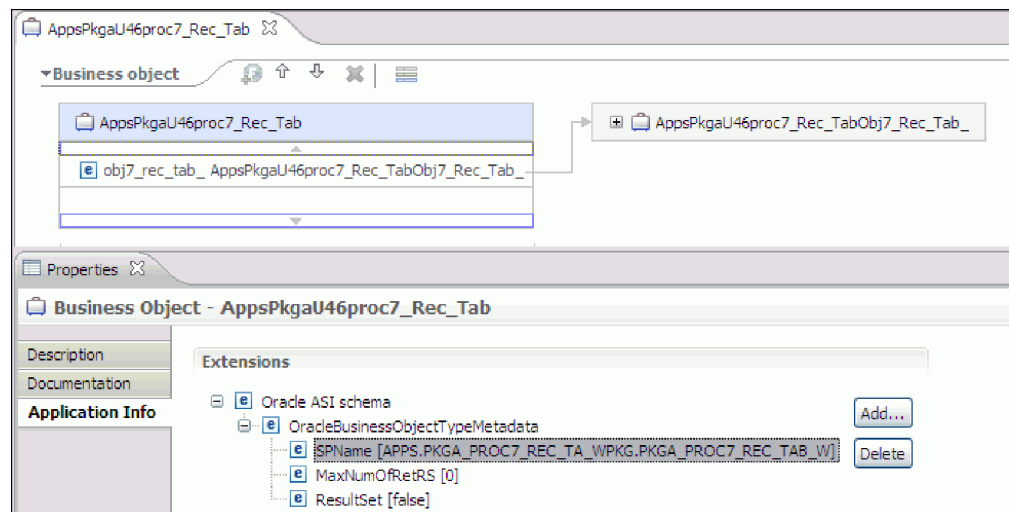 AppsPkgaU46proc7_Rec_Tab
Business object
AppsPkgaU46proc7_Rec_Tab
AppsPkgaU46proc7_Rec_TabObj7_Rec_Tab_
e obj7_rec_tab_ AppsPkgaU46proc7_Rec_TabObj7_Rec_Tab_
Properties
Business Object - AppsPkgaU46proc7_Rec_Tab
Description
Documentation
Application Info
Extensions
e Oracle ASI schema
e OracleBusinessObjectTypeMetadata
e SPName [APPS.PKGA_PROC7_REC_TA_WPKG.PKGA_PROC7_REC_TAB_W]
e MaxNumOfRetRS [0]
e ResultSet [false]
Add...
Delete